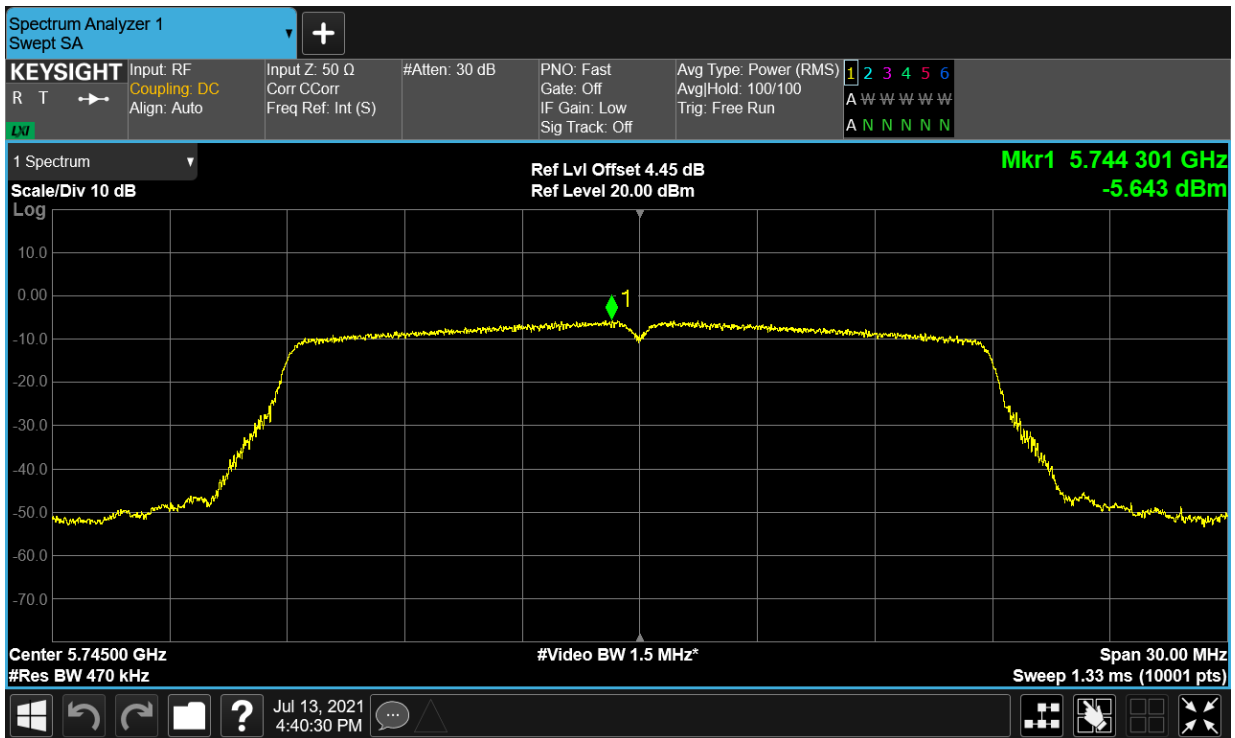 Spectrum Analyzer 1
Swept SA
▼
+
KEYSIGHT
R T
LXI
Input: RF
Coupling: DC
Align: Auto
Input Z: 50 Ω
Corr CCorr
Freq Ref: Int (S)
#Atten: 30 dB
PNO: Fast
Gate: Off
IF Gain: Low
Sig Track: Off
Avg Type: Power (RMS)
Avg|Hold: 100/100
Trig: Free Run
1 2 3 4 5 6
A W W W W W
A N N N N N
1 Spectrum ▼
Scale/Div 10 dB
Log
Ref Lvl Offset 4.45 dB
Ref Level 20.00 dBm
Mkr1 5.744 301 GHz
-5.643 dBm
10.0
0.00
-10.0
-20.0
-30.0
-40.0
-50.0
-60.0
-70.0
1
Center 5.74500 GHz
#Res BW 470 kHz
#Video BW 1.5 MHz*
Span 30.00 MHz
Sweep 1.33 ms (10001 pts)
?
Jul 13, 2021
4:40:30 PM